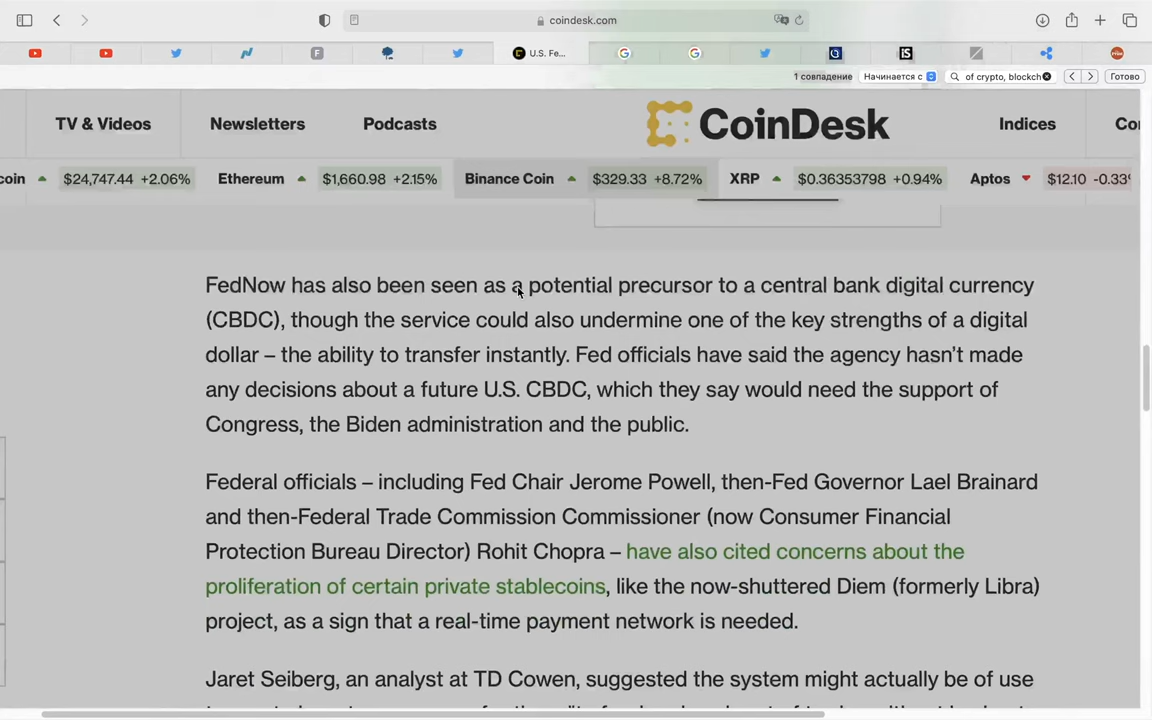 coindesk.com
U.S. Fe...
1 совпадение
Начинается с
of crypto, blockch
Готово
TV & Videos
Newsletters
Podcasts
CoinDesk
Indices
Co
coin $24,747.44 +2.06%
Ethereum $1,660.98 +2.15%
Binance Coin $329.33 +8.72%
XRP $0.36353798 +0.94%
Aptos $12.10 -0.33
FedNow has also been seen as a potential precursor to a central bank digital currency
(CBDC), though the service could also undermine one of the key strengths of a digital
dollar – the ability to transfer instantly. Fed officials have said the agency hasn’t made
any decisions about a future U.S. CBDC, which they say would need the support of
Congress, the Biden administration and the public.
Federal officials – including Fed Chair Jerome Powell, then-Fed Governor Lael Brainard
and then-Federal Trade Commission Commissioner (now Consumer Financial
Protection Bureau Director) Rohit Chopra – have also cited concerns about the
proliferation of certain private stablecoins, like the now-shuttered Diem (formerly Libra)
project, as a sign that a real-time payment network is needed.
Jaret Seiberg, an analyst at TD Cowen, suggested the system might actually be of use